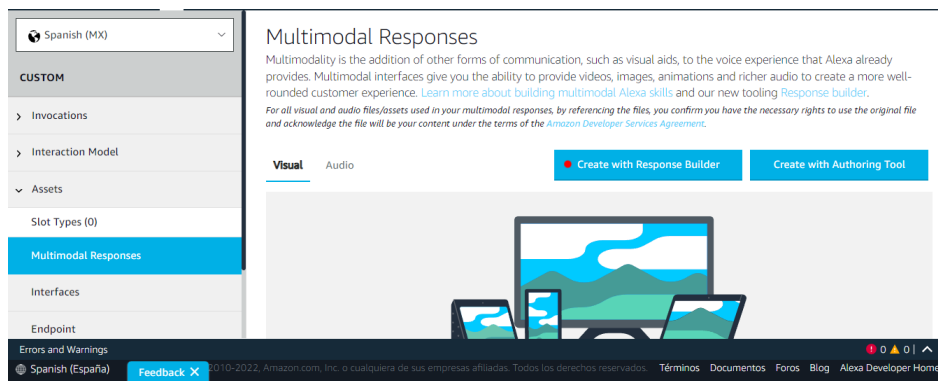 Spanish (MX)
CUSTOM
Invocations
Interaction Model
Assets
Slot Types (0)
Multimodal Responses
Interfaces
Endpoint
Multimodal Responses
Multimodality is the addition of other forms of communication, such as visual aids, to the voice experience that Alexa already
provides. Multimodal interfaces give you the ability to provide videos, images, animations and richer audio to create a more well-
rounded customer experience. Learn more about building multimodal Alexa skills and our new tooling Response builder.
For all visual and audio files/assets used in your multimodal responses, by referencing the files, you confirm you have the necessary rights to use the original file
and acknowledge the file will be your content under the terms of the Amazon Developer Services Agreement.
Visual Audio
Create with Response Builder
Create with Authoring Tool
Errors and Warnings
0 0 |
Spanish (España)
Feedback X
2010-2022, Amazon.com, Inc. o cualquiera de sus empresas afiliadas. Todos los derechos reservados.
Términos Documentos Foros Blog Alexa Developer Home